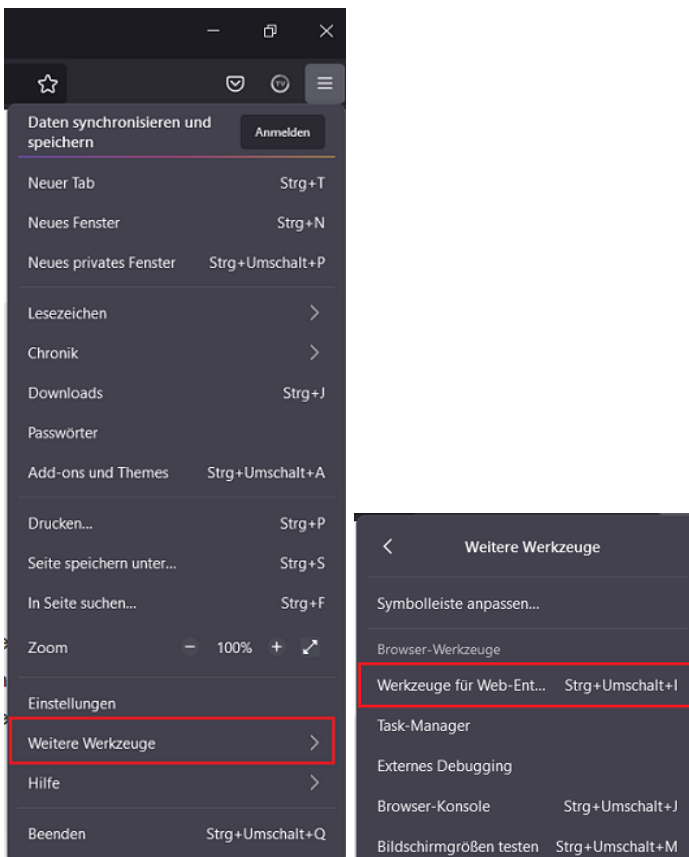 TV
Daten synchronisieren und
speichern
Anmelden
Neuer Tab Strg+T
Neues Fenster Strg+N
Neues privates Fenster Strg+Umschalt+P
Lesezeichen
Chronik
Downloads Strg+J
Passwörter
Add-ons und Themes Strg+Umschalt+A
Drucken... Strg+P
Seite speichern unter... Strg+S
In Seite suchen... Strg+F
Zoom − 100% +
Einstellungen
Weitere Werkzeuge
Hilfe
Beenden Strg+Umschalt+Q
Weitere Werkzeuge
Symbolleiste anpassen...
Browser-Werkzeuge
Werkzeuge für Web-Ent... Strg+Umschalt+I
Task-Manager
Externes Debugging
Browser-Konsole Strg+Umschalt+J
Bildschirmgrößen testen Strg+Umschalt+M